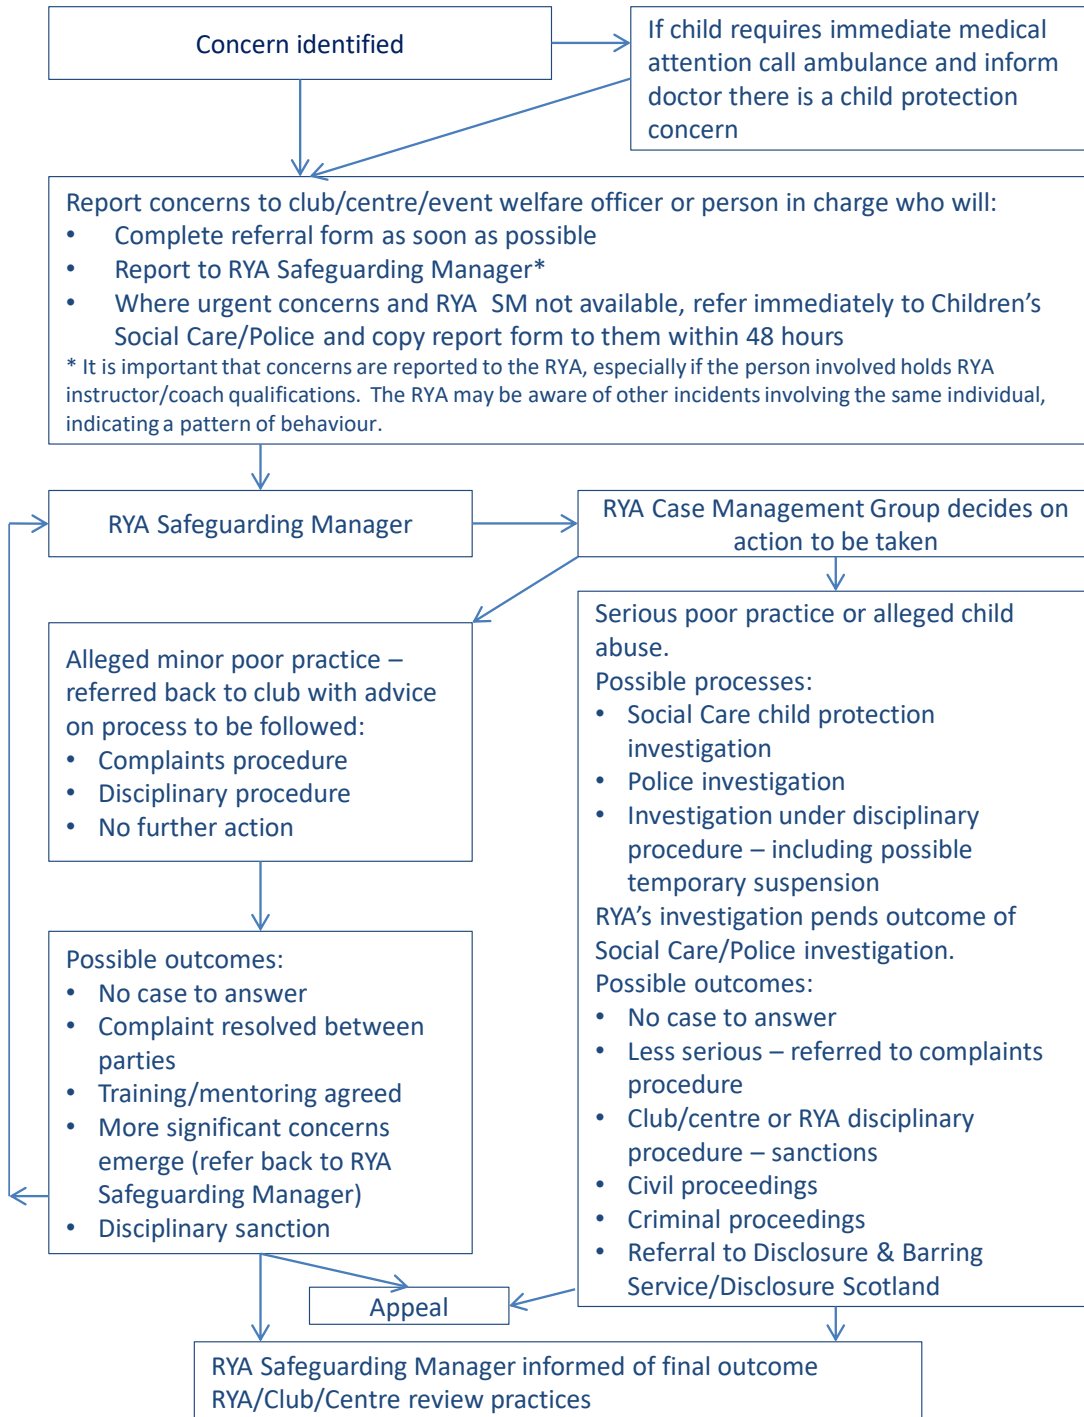 Concern identified
If child requires immediate medical
attention call ambulance and inform
doctor there is a child protection
concern
Report concerns to club/centre/event welfare officer or person in charge who will:
• Complete referral form as soon as possible
• Report to RYA Safeguarding Manager*
• Where urgent concerns and RYA SM not available, refer immediately to Children's
Social Care/Police and copy report form to them within 48 hours
* It is important that concerns are reported to the RYA, especially if the person involved holds RYA
instructor/coach qualifications. The RYA may be aware of other incidents involving the same individual,
indicating a pattern of behaviour.
RYA Safeguarding Manager
RYA Case Management Group decides on
action to be taken
Alleged minor poor practice –
referred back to club with advice
on process to be followed:
• Complaints procedure
• Disciplinary procedure
• No further action
Serious poor practice or alleged child
abuse.
Possible processes:
• Social Care child protection
investigation
• Police investigation
• Investigation under disciplinary
procedure – including possible
temporary suspension
RYA's investigation pends outcome of
Social Care/Police investigation.
Possible outcomes:
• No case to answer
• Less serious – referred to complaints
procedure
• Club/centre or RYA disciplinary
procedure – sanctions
• Civil proceedings
• Criminal proceedings
• Referral to Disclosure & Barring
Service/Disclosure Scotland
Possible outcomes:
• No case to answer
• Complaint resolved between
parties
• Training/mentoring agreed
• More significant concerns
emerge (refer back to RYA
Safeguarding Manager)
• Disciplinary sanction
Appeal
RYA Safeguarding Manager informed of final outcome
RYA/Club/Centre review practices